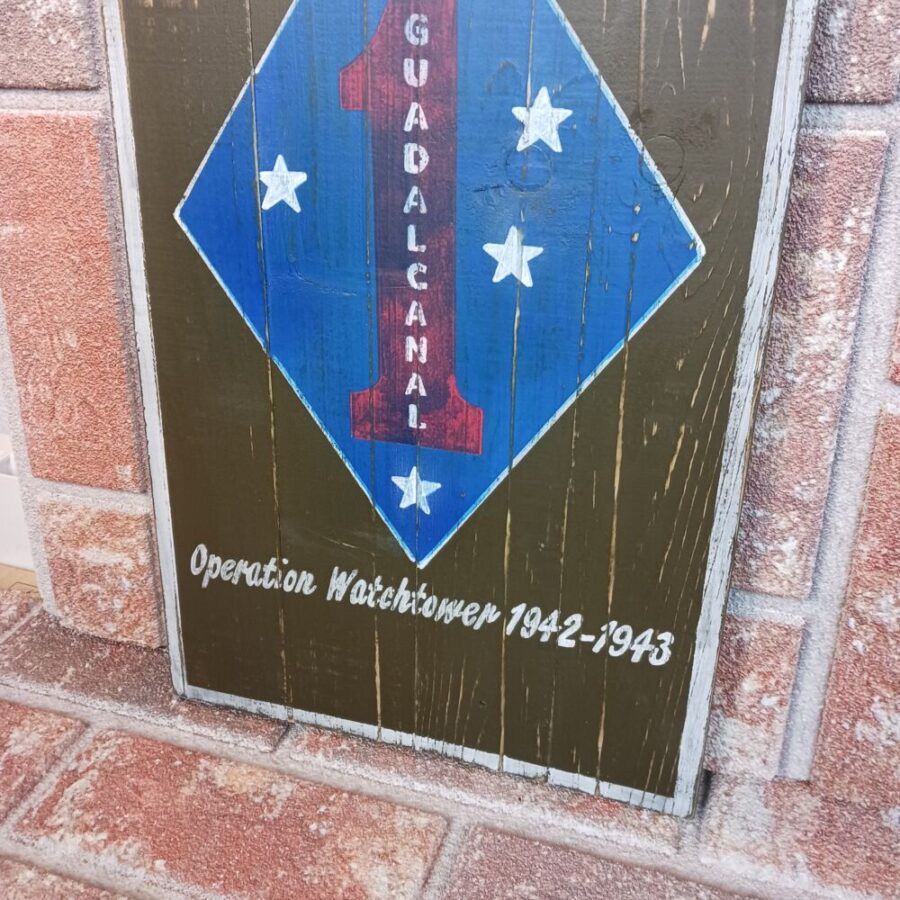 1
GUADALCANAL
Operation Watchtower 1942-1943